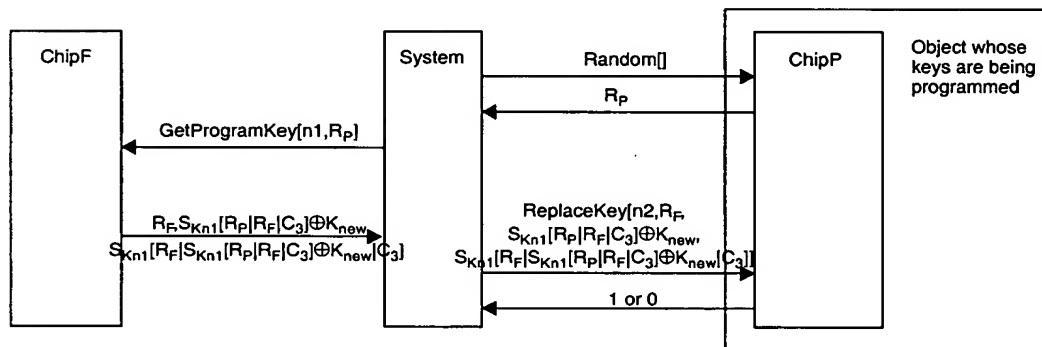 ChipF
System
ChipP
Object whose
keys are being
programmed
Random[]
R_P
GetProgramKey[n1,R_P]
R_F,S_Kn1[R_P|R_F|C_3]⊕K_new
S_Kn1[R_F|S_Kn1[R_P|R_F|C_3]⊕K_new|C_3]
ReplaceKey[n2,R_F,
S_Kn1[R_P|R_F|C_3]⊕K_new,
S_Kn1[R_F|S_Kn1[R_P|R_F|C_3]⊕K_new|C_3]]
1 or 0